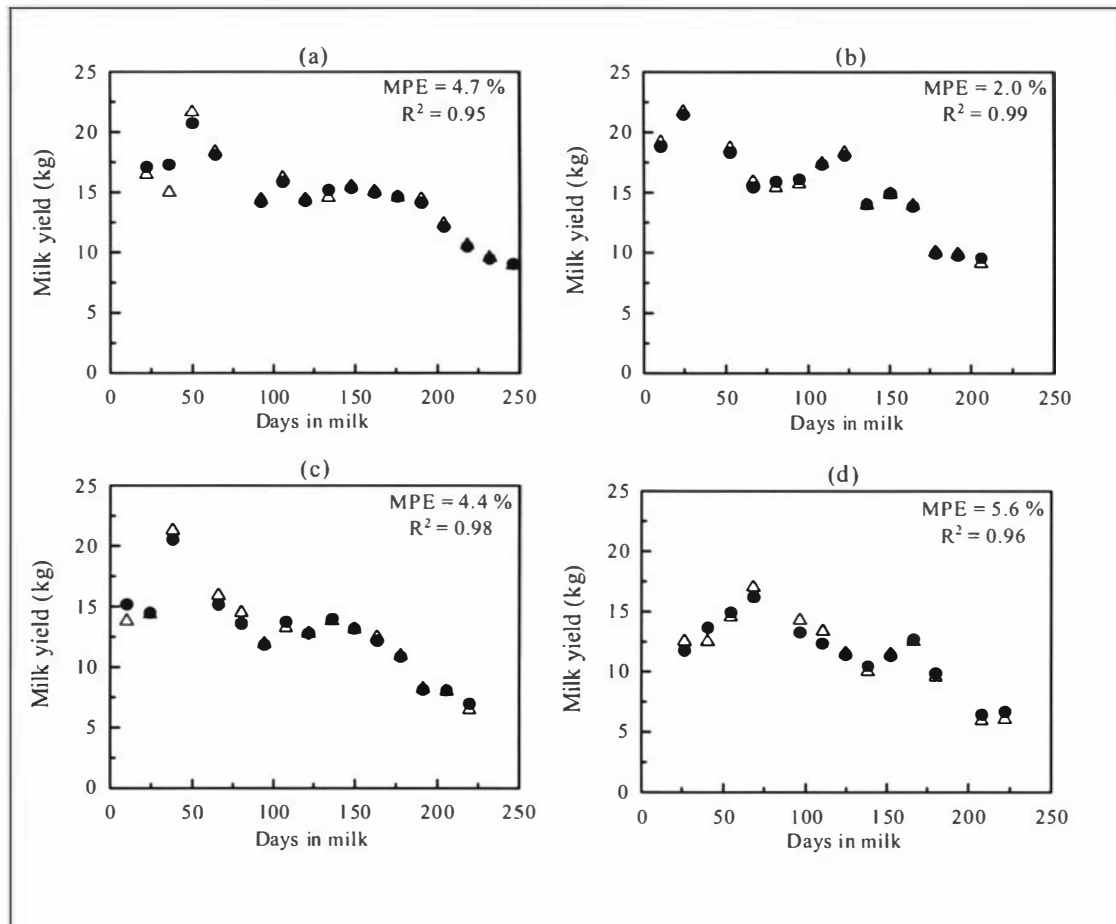 (a)
MPE = 4.7 %
R² = 0.95
25
20
15
10
5
0
Milk yield (kg)
0 50 100 150 200 250
Days in milk
(b)
MPE = 2.0 %
R² = 0.99
25
20
15
10
5
0
Milk yield (kg)
0 50 100 150 200 250
Days in milk
(c)
MPE = 4.4 %
R² = 0.98
25
20
15
10
5
0
Milk yield (kg)
0 50 100 150 200 250
Days in milk
(d)
MPE = 5.6 %
R² = 0.96
25
20
15
10
5
0
Milk yield (kg)
0 50 100 150 200 250
Days in milk